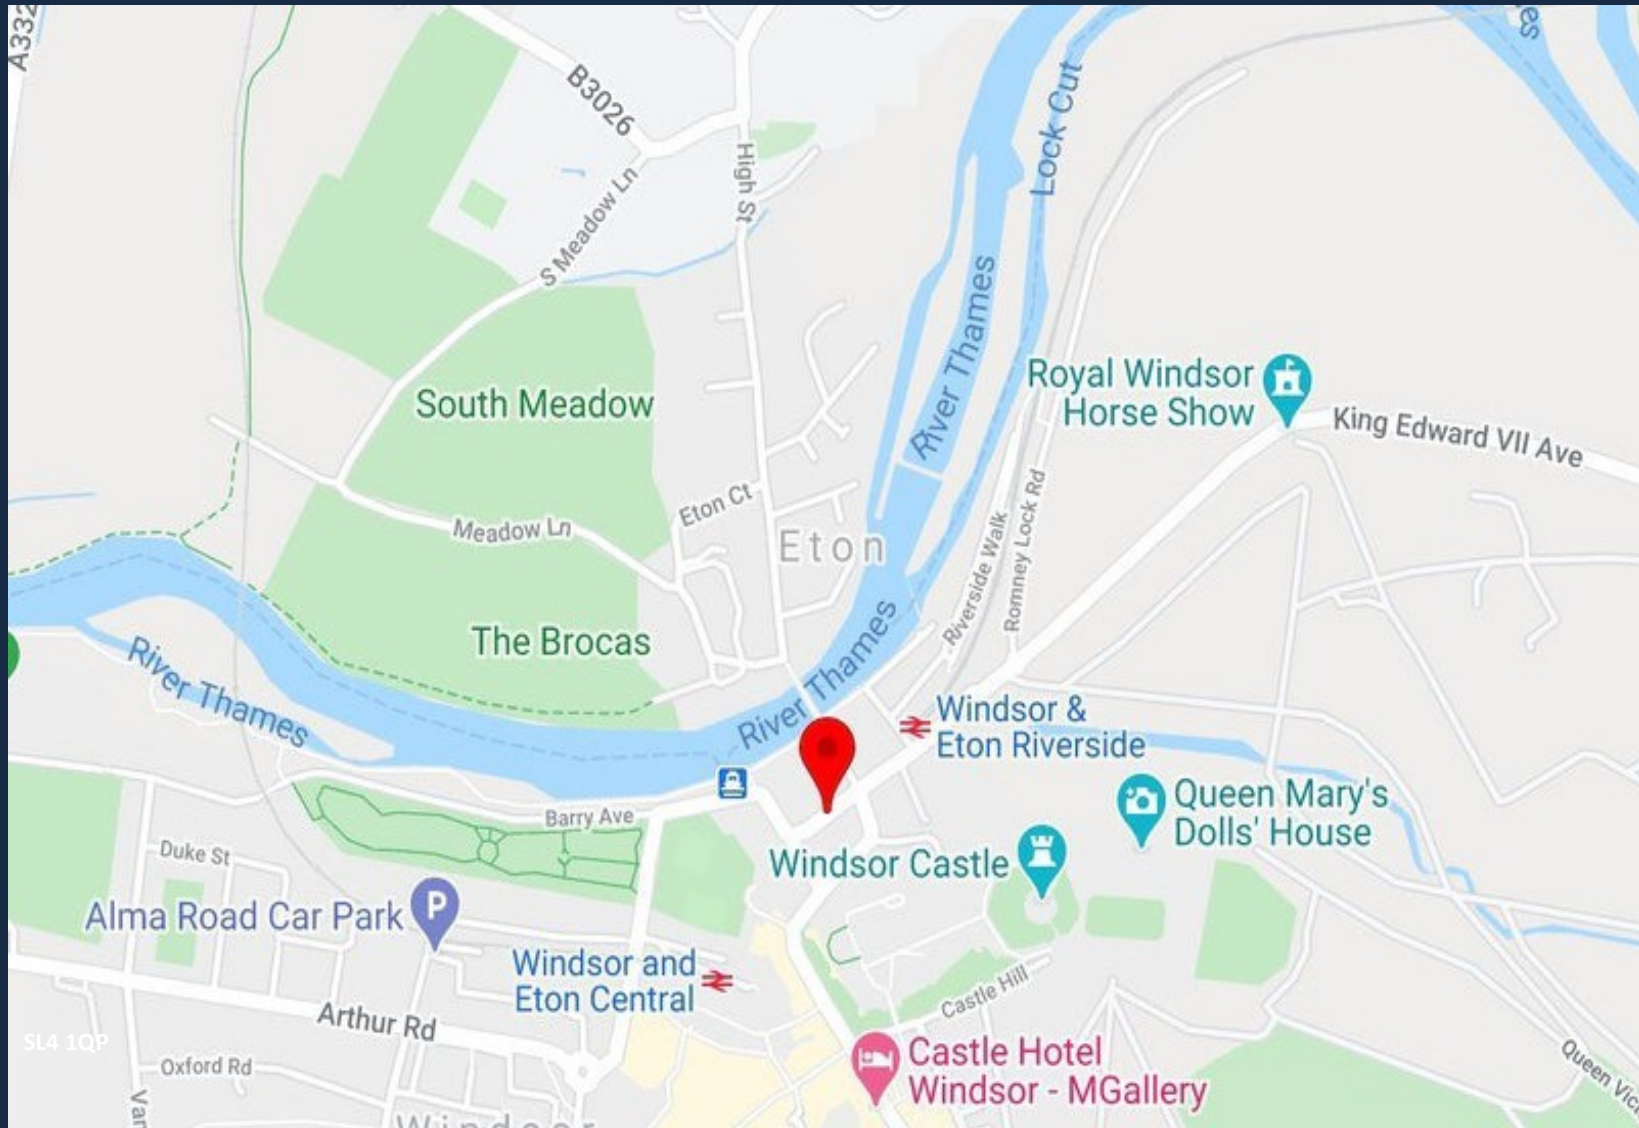 A332
B3026
High St
S Meadow Ln
Lock Cut
River Thames
Royal Windsor
Horse Show
King Edward VII Ave
South Meadow
Eton Ct
Meadow Ln
Eton
Riverside Walk
Romney Lock Rd
The Brocas
River Thames
River Thames
Windsor &
Eton Riverside
Queen Mary's
Dolls' House
Barry Ave
Duke St
Windsor Castle
Alma Road Car Park
P
Windsor and
Eton Central
Castle Hill
Arthur Rd
SL4 1QP
Oxford Rd
Castle Hotel
Windsor - MGallery
Queen Vic
Windsor